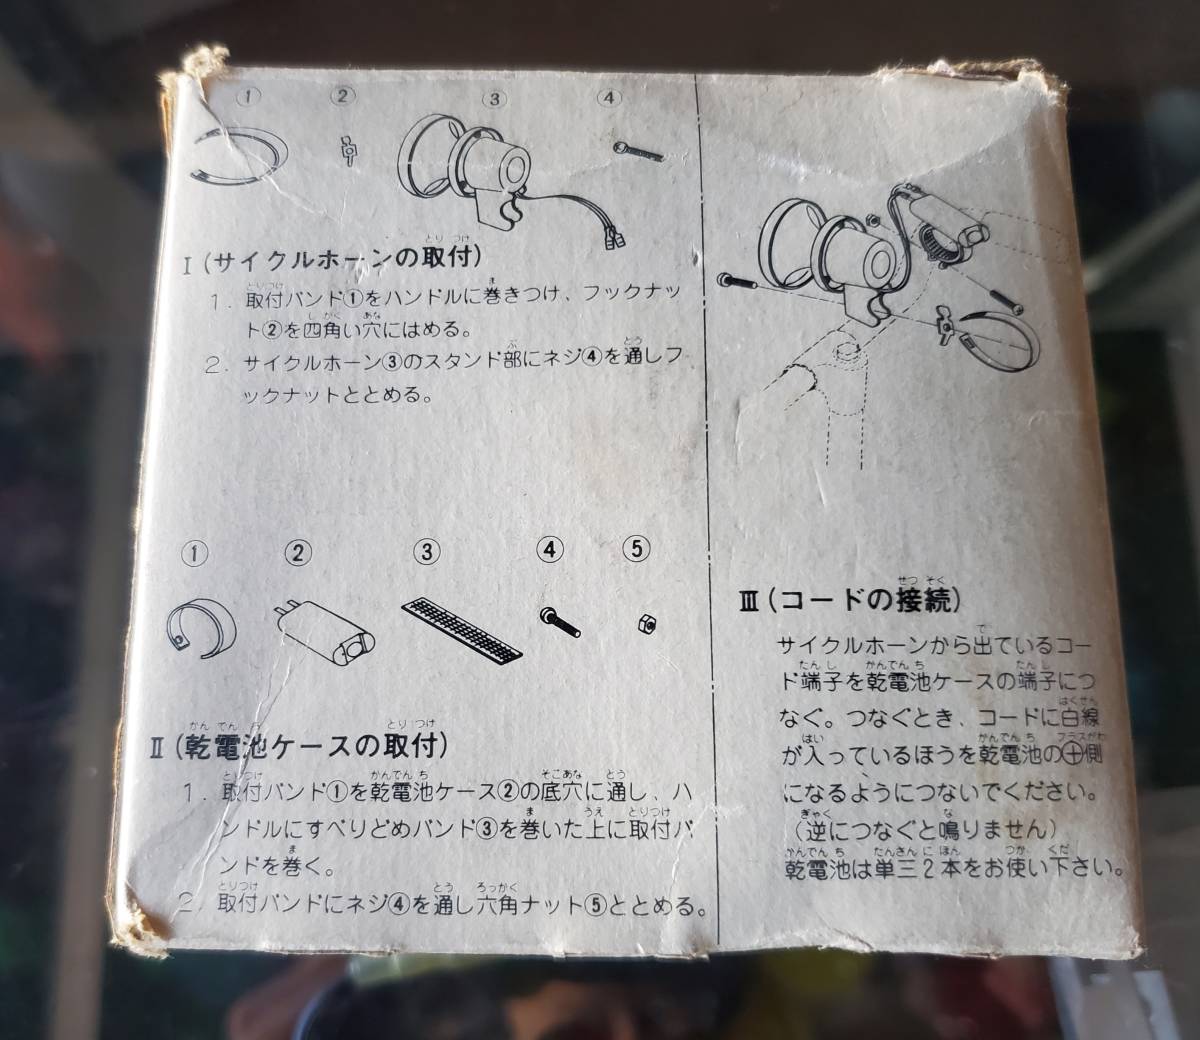 ① ② ③ ④
I (サイクルホーンの取付)
1. 取付バンド①をハンドルに巻きつけ、フックナッ
ト②を四角い穴にはめる。
2. サイクルホーン③のスタンド部にネジ④を通しフ
ックナットととめる。
① ② ③ ④ ⑤
II (乾電池ケースの取付)
1. 取付バンド①を乾電池ケース②の底穴に通し、ハ
ンドルにすべりどめバンド③を巻いた上に取付バ
ンドを巻く。
2. 取付バンドにネジ④を通し六角ナット⑤ととめる。
III (コードの接続)
サイクルホーンから出ているコー
ド端子を乾電池ケースの端子につ
なぐ。つなぐとき、コードに白線
が入っているほうを乾電池の⊕側
になるようにつないでください。
(逆につなぐと鳴りません)
乾電池は単三2本をお使い下さい。